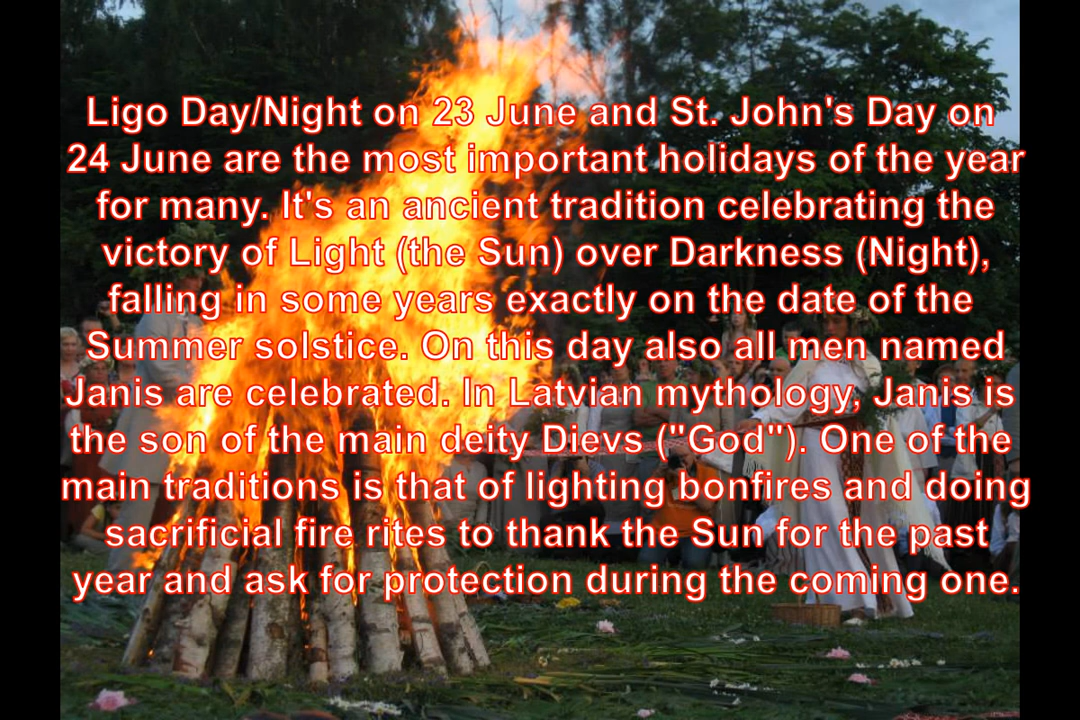 Ligo Day/Night on 23 June and St. John's Day on
24 June are the most important holidays of the year
for many. It's an ancient tradition celebrating the
victory of Light (the Sun) over Darkness (Night),
falling in some years exactly on the date of the
Summer solstice. On this day also all men named
Janis are celebrated. In Latvian mythology, Janis is
the son of the main deity Dievs ("God"). One of the
main traditions is that of lighting bonfires and doing
sacrificial fire rites to thank the Sun for the past
year and ask for protection during the coming one.